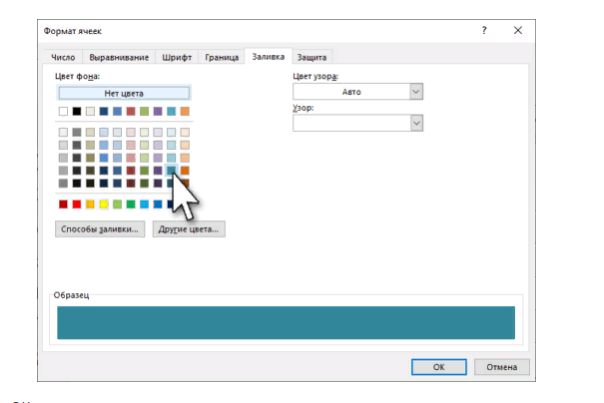 Формат ячеек
? ×
Число Выравнивание Шрифт Граница Заливка Защита
Цвет фона: Цвет узора:
Нет цвета Авто
Узор:
Способы заливки... Другие цвета...
Образец
ОК Отмена